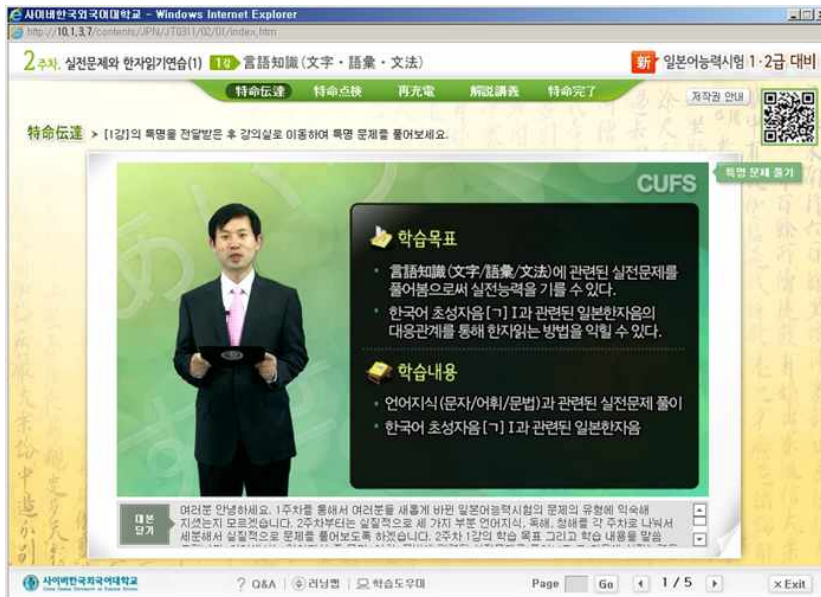 사이버한국외국어대학교 - Windows Internet Explorer
http://10.1.3.7/contents/JPN/JT0311/02/01/index.htm
2주차. 실전문제와 한자읽기연습(1) 1강 言語知識(文字・語彙・文法)
新 일본어능력시험 1·2급 대비
特命伝達 特命点検 再充電 解説講義 特命完了
저작권 안내
特命伝達 > [1강]의 특명을 전달받은 후 강의실로 이동하여 특명 문제를 풀어보세요.
특명 문제 풀기
CUFS
학습목표
• 言語知識(文字/語彙/文法)에 관련된 실전문제를
풀어봄으로써 실전능력을 기를 수 있다.
• 한국어 초성자음[ㄱ] I과 관련된 일본한자음의
대응관계를 통해 한자읽는 방법을 익힐 수 있다.
학습내용
• 언어지식(문자/어휘/문법)과 관련된 실전문제 풀이
• 한국어 초성자음[ㄱ] I과 관련된 일본한자음
대본
닫기
여러분 안녕하세요. 1주차를 통해서 여러분들 새롭게 바뀐 일본어능력시험의 문제의 유형에 익숙해
지셨는지 모르겠습니다. 2주차부터는 실질적으로 세 가지 부분 언어지식, 독해, 청해를 각 주차로 나눠서
세분해서 실질적으로 문제를 풀어보도록 하겠습니다. 2주차 1강의 학습 목표 그리고 학습 내용을 말씀
사이버한국외국어대학교
? Q&A | 러닝맵 | 학습도우미
Page Go 1 / 5 × Exit